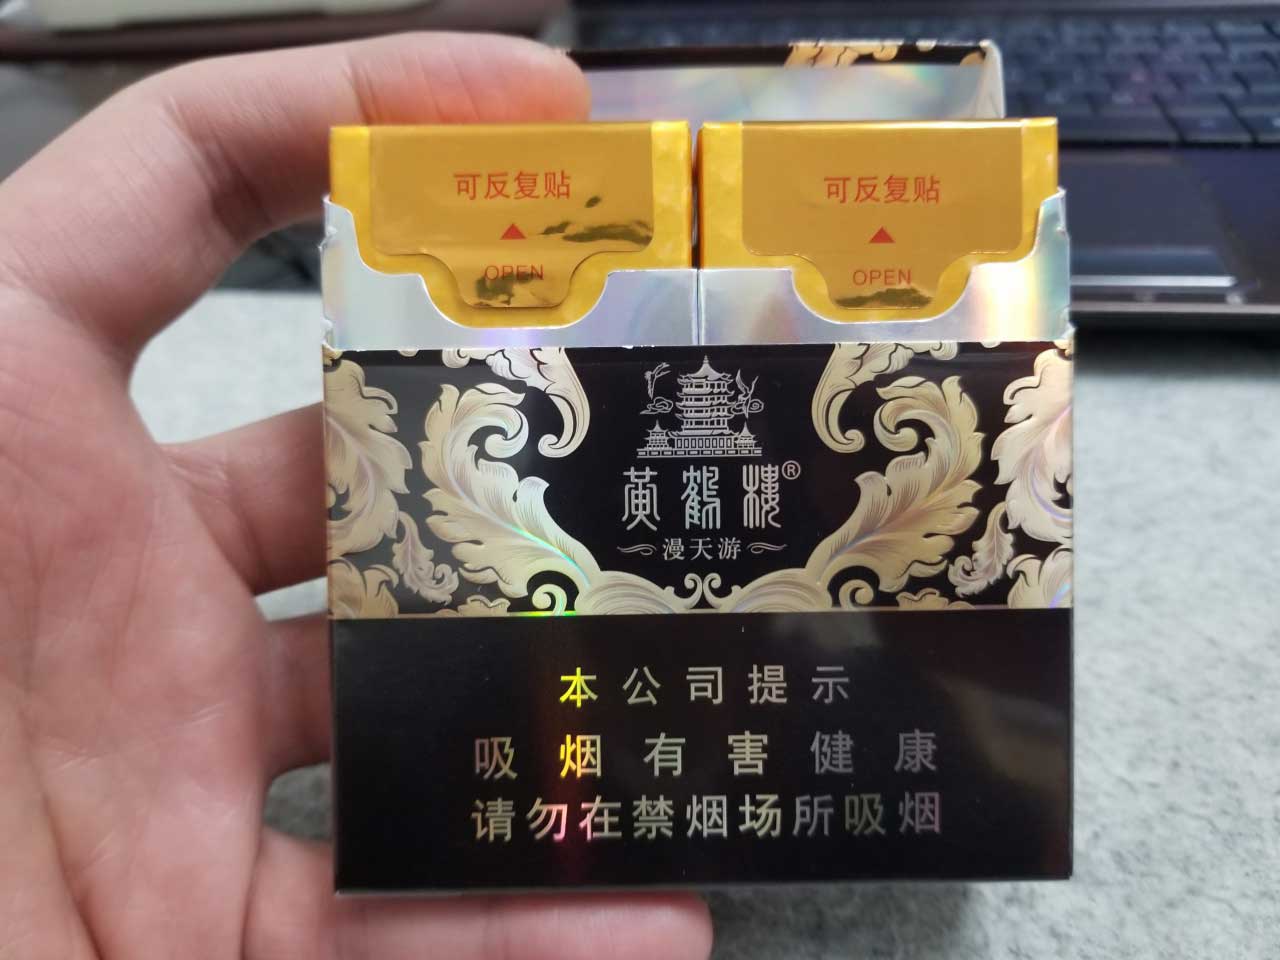 可反复贴
OPEN
可反复贴
OPEN
黄鹤楼®
漫天游
本公司提示
吸烟有害健康
请勿在禁烟场所吸烟